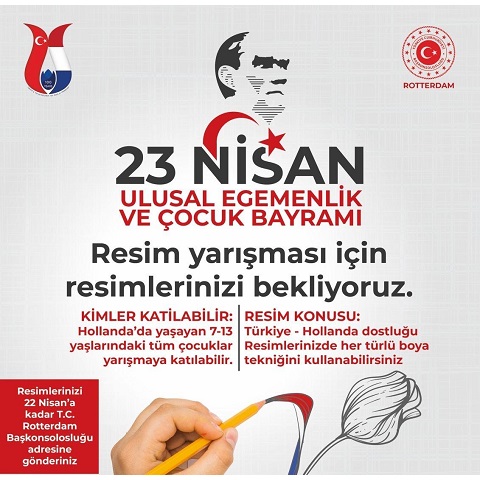 ROTTERDAM
23 NİSAN
ULUSAL EGEMENLİK
VE ÇOCUK BAYRAMI
Resim yarışması için
resimlerinizi bekliyoruz.
KİMLER KATILABİLİR:
Hollanda'da yaşayan 7-13
yaşlarındaki tüm çocuklar
yarışmaya katılabilir.
RESİM KONUSU:
Türkiye - Hollanda dostluğu
Resimlerinizde her türlü boya
tekniğini kullanabilirsiniz
Resimlerinizi
22 Nisan'a
kadar T.C.
Rotterdam
Başkonsolosluğu
adresine
gönderiniz